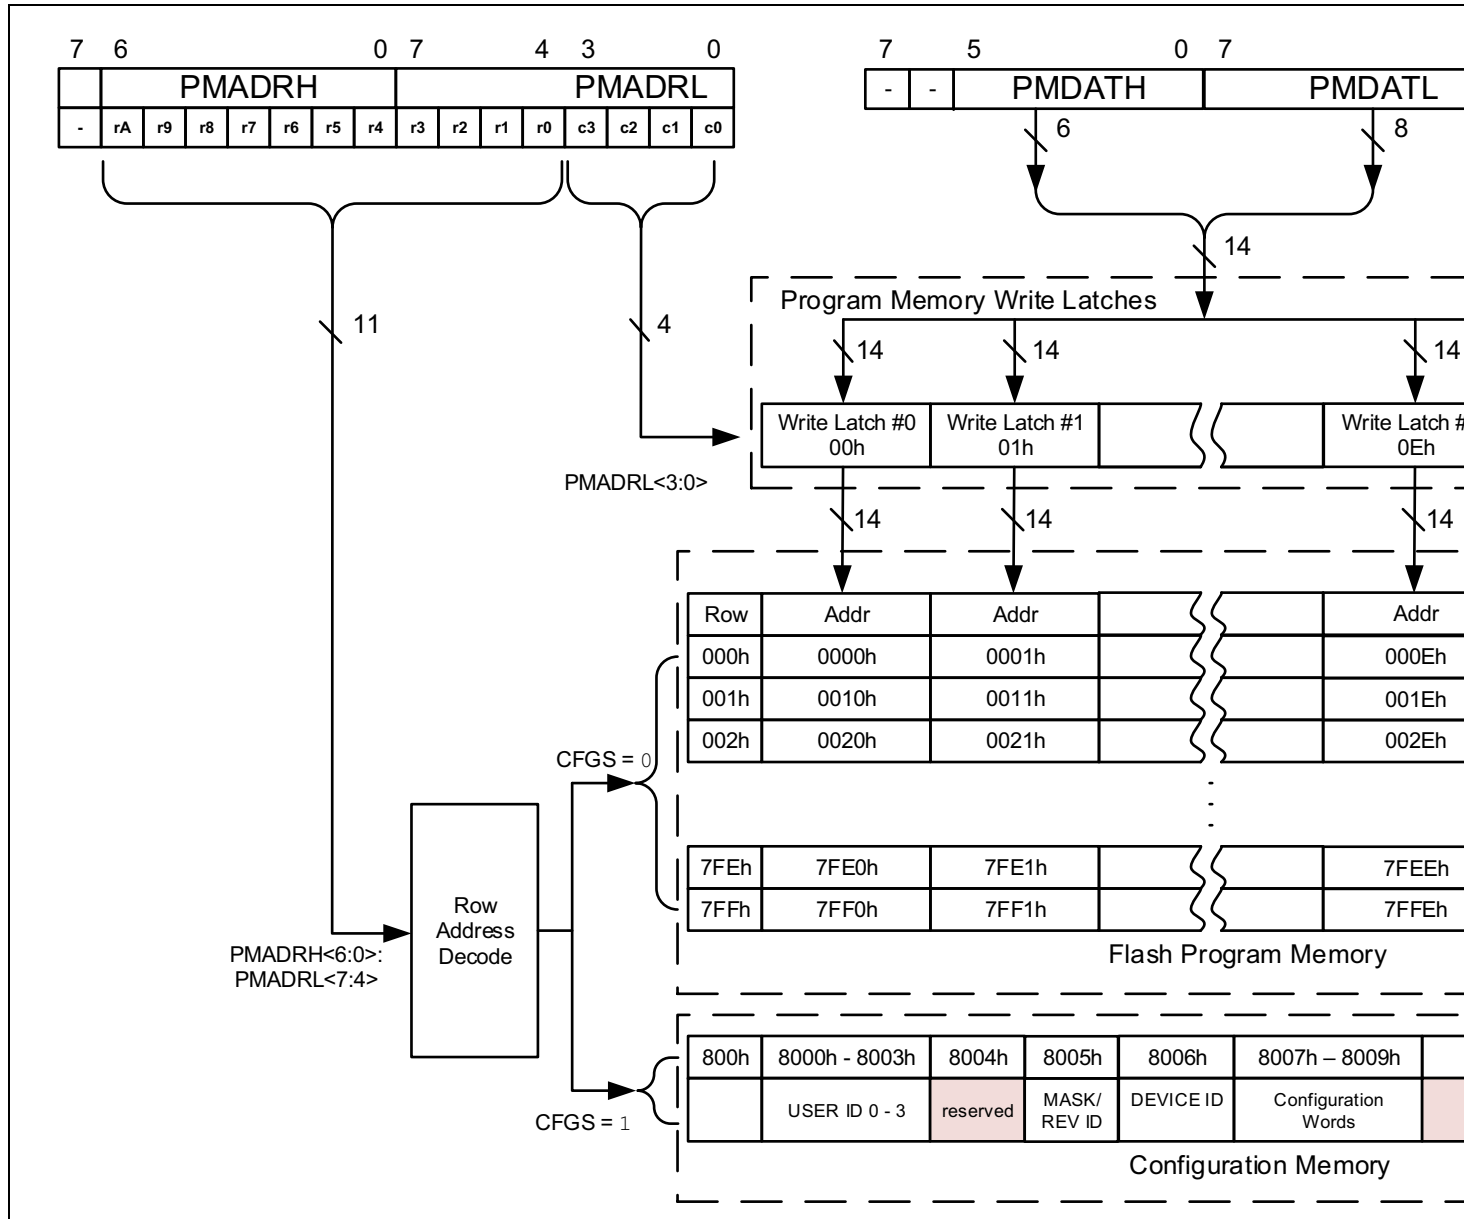 7 6 0 7 4 3 0
PMADRH PMADRL
- rA r9 r8 r7 r6 r5 r4 r3 r2 r1 r0 c3 c2 c1 c0
7 5 0 7
- - PMDATH PMDATL
6 8
14
11 4
Program Memory Write Latches
14 14 14
Write Latch #0 Write Latch #1 Write Latch #
00h 01h 0Eh
PMADRL<3:0>
14 14 14
Row Addr Addr Addr
000h 0000h 0001h 000Eh
001h 0010h 0011h 001Eh
002h 0020h 0021h 002Eh
CFGS = 0
7FEh 7FE0h 7FE1h 7FEEh
7FFh 7FF0h 7FF1h 7FFEh
Flash Program Memory
Row
Address
Decode
PMADRH<6:0>:
PMADRL<7:4>
800h 8000h - 8003h 8004h 8005h 8006h 8007h – 8009h
USER ID 0 - 3 reserved MASK/ DEVICE ID Configuration
REV ID Words
CFGS = 1
Configuration Memory